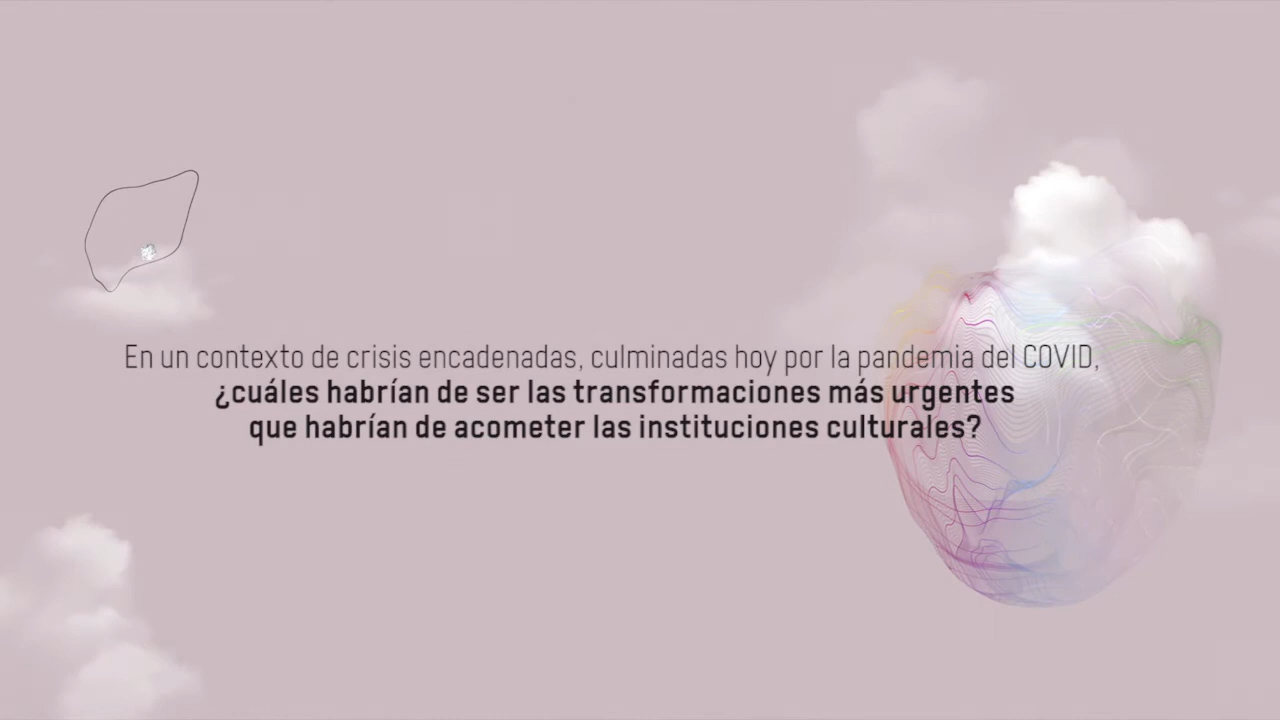 En un contexto de crisis encadenadas, culminadas hoy por la pandemia del COVID,
¿cuáles habrían de ser las transformaciones más urgentes
que habrían de acometer las instituciones culturales?